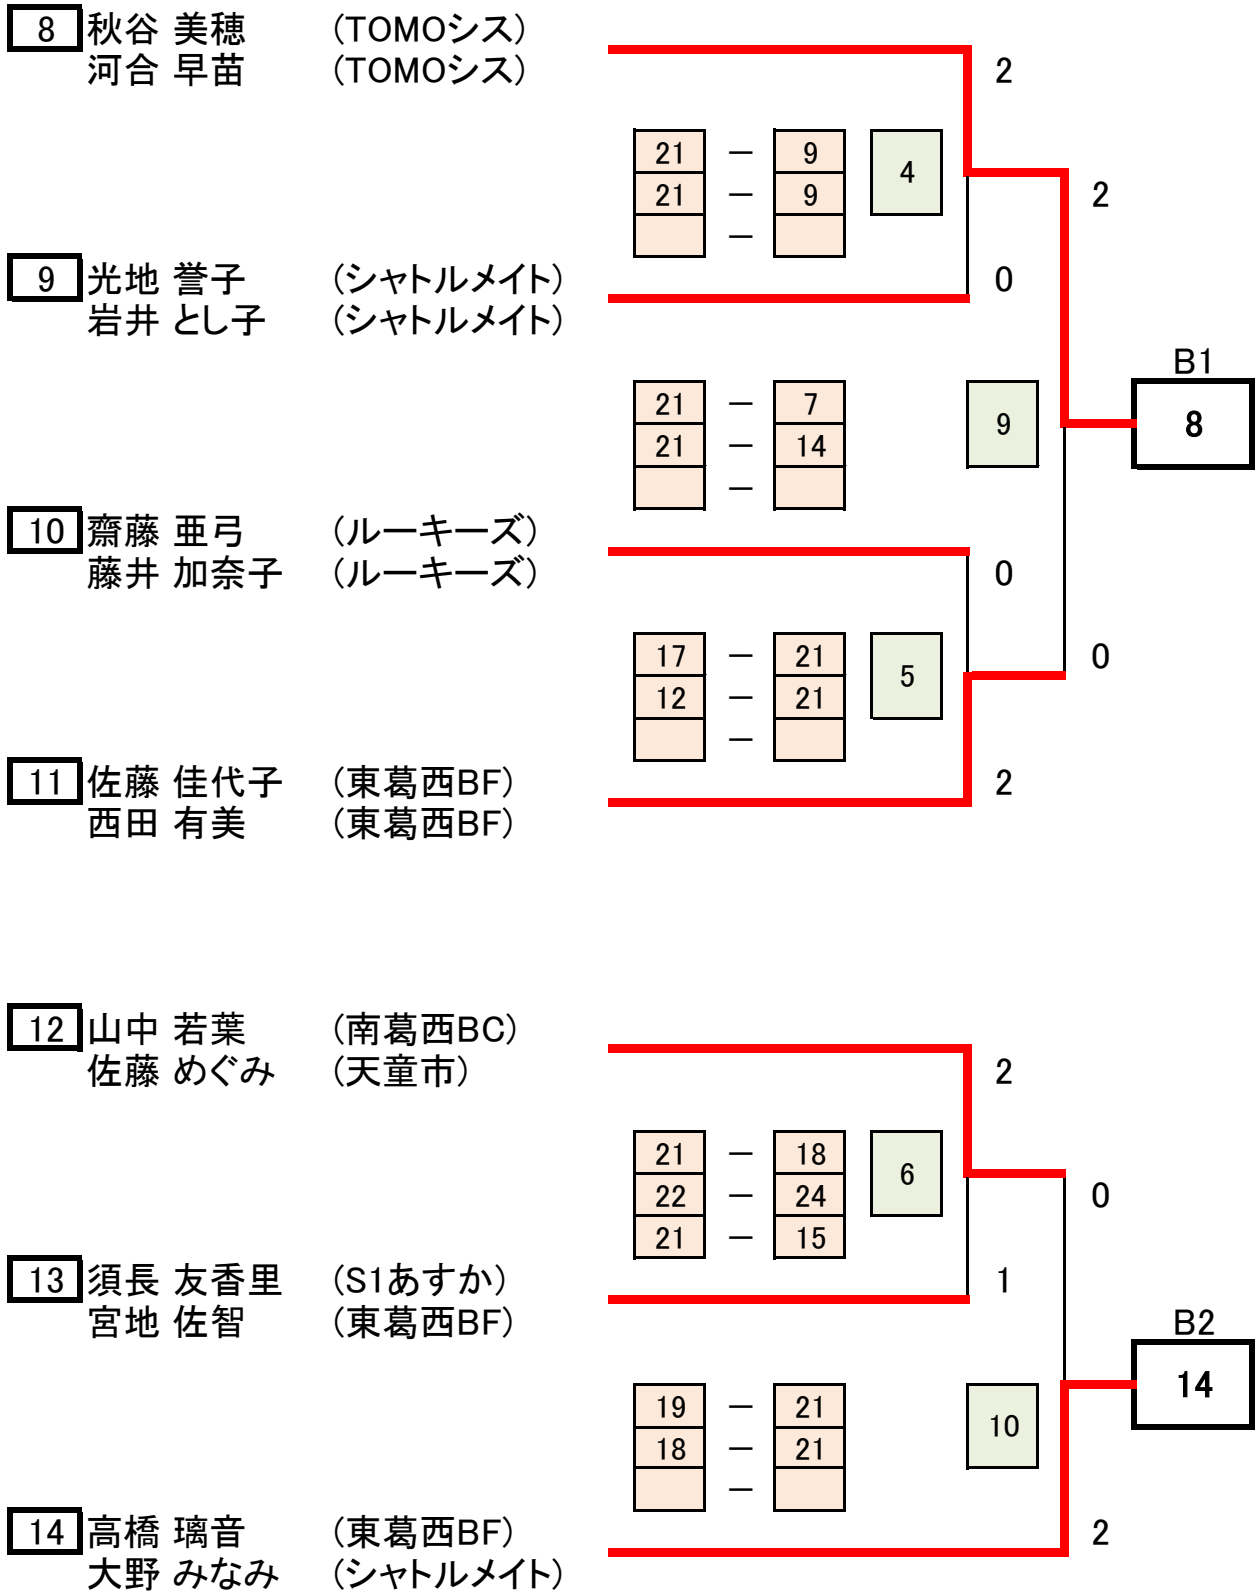 8 秋谷 美穂 (TOMOシス)
河合 早苗 (TOMOシス)
2
21 － 9
4
21 － 9
2
－
9 光地 誉子 (シャトルメイト)
0
岩井 とし子 (シャトルメイト)
B1
21 － 7
9
8
21 － 14
－
10 齋藤 亜弓 (ルーキーズ)
藤井 加奈子 (ルーキーズ)
0
17 － 21
0
5
12 － 21
－
11 佐藤 佳代子 (東葛西BF)
2
西田 有美 (東葛西BF)
12 山中 若葉 (南葛西BC)
佐藤 めぐみ (天童市)
2
21 － 18
6
22 － 24
0
21 － 15
13 須長 友香里 (S1あすか)
1
宮地 佐智 (東葛西BF)
B2
14
19 － 21
10
18 － 21
－
14 高橋 璃音 (東葛西BF)
2
大野 みなみ (シャトルメイト)